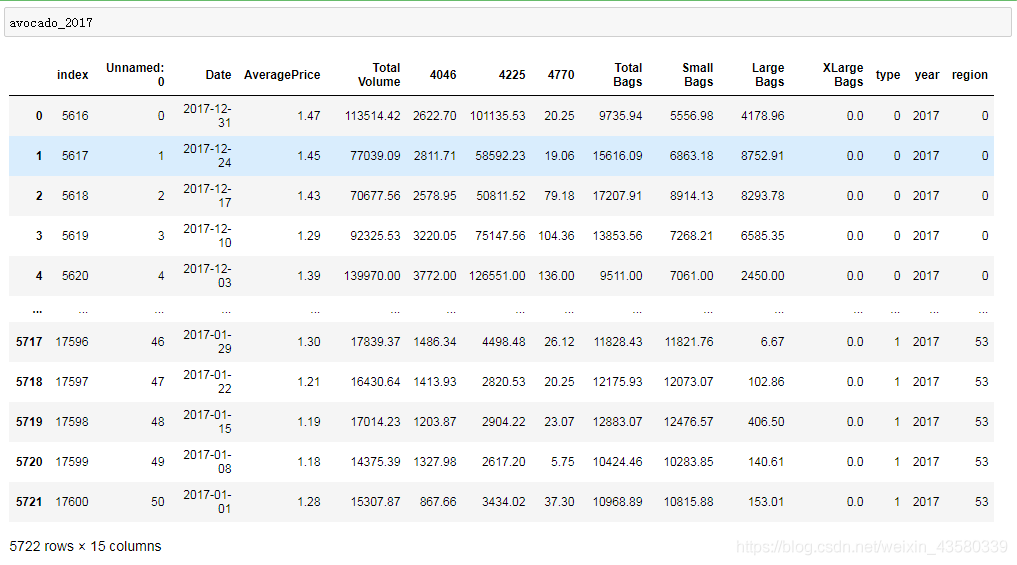 avocado_2017
index Unnamed: 0 Date AveragePrice Total Volume 4046 4225 4770 Total Bags Small Bags Large Bags XLarge Bags type year region
0 5616 0 2017-12-31 1.47 113514.42 2622.70 101135.53 20.25 9735.94 5556.98 4178.96 0.0 0 2017 0
1 5617 1 2017-12-24 1.45 77039.09 2811.71 58592.23 19.06 15616.09 6863.18 8752.91 0.0 0 2017 0
2 5618 2 2017-12-17 1.43 70677.56 2578.95 50811.52 79.18 17207.91 8914.13 8293.78 0.0 0 2017 0
3 5619 3 2017-12-10 1.29 92325.53 3220.05 75147.56 104.36 13853.56 7268.21 6585.35 0.0 0 2017 0
4 5620 4 2017-12-03 1.39 139970.00 3772.00 126551.00 136.00 9511.00 7061.00 2450.00 0.0 0 2017 0
... ... ... ... ... ... ... ... ... ... ... ... ... ... ... ...
5717 17596 46 2017-01-29 1.30 17839.37 1486.34 4498.48 26.12 11828.43 11821.76 6.67 0.0 1 2017 53
5718 17597 47 2017-01-22 1.21 16430.64 1413.93 2820.53 20.25 12175.93 12073.07 102.86 0.0 1 2017 53
5719 17598 48 2017-01-15 1.19 17014.23 1203.87 2904.22 23.07 12883.07 12476.57 406.50 0.0 1 2017 53
5720 17599 49 2017-01-08 1.18 14375.39 1327.98 2617.20 5.75 10424.46 10283.85 140.61 0.0 1 2017 53
5721 17600 50 2017-01-01 1.28 15307.87 867.66 3434.02 37.30 10968.89 10815.88 153.01 0.0 1 2017 53
5722 rows × 15 columns
https://blog.csdn.net/weixin_43580339